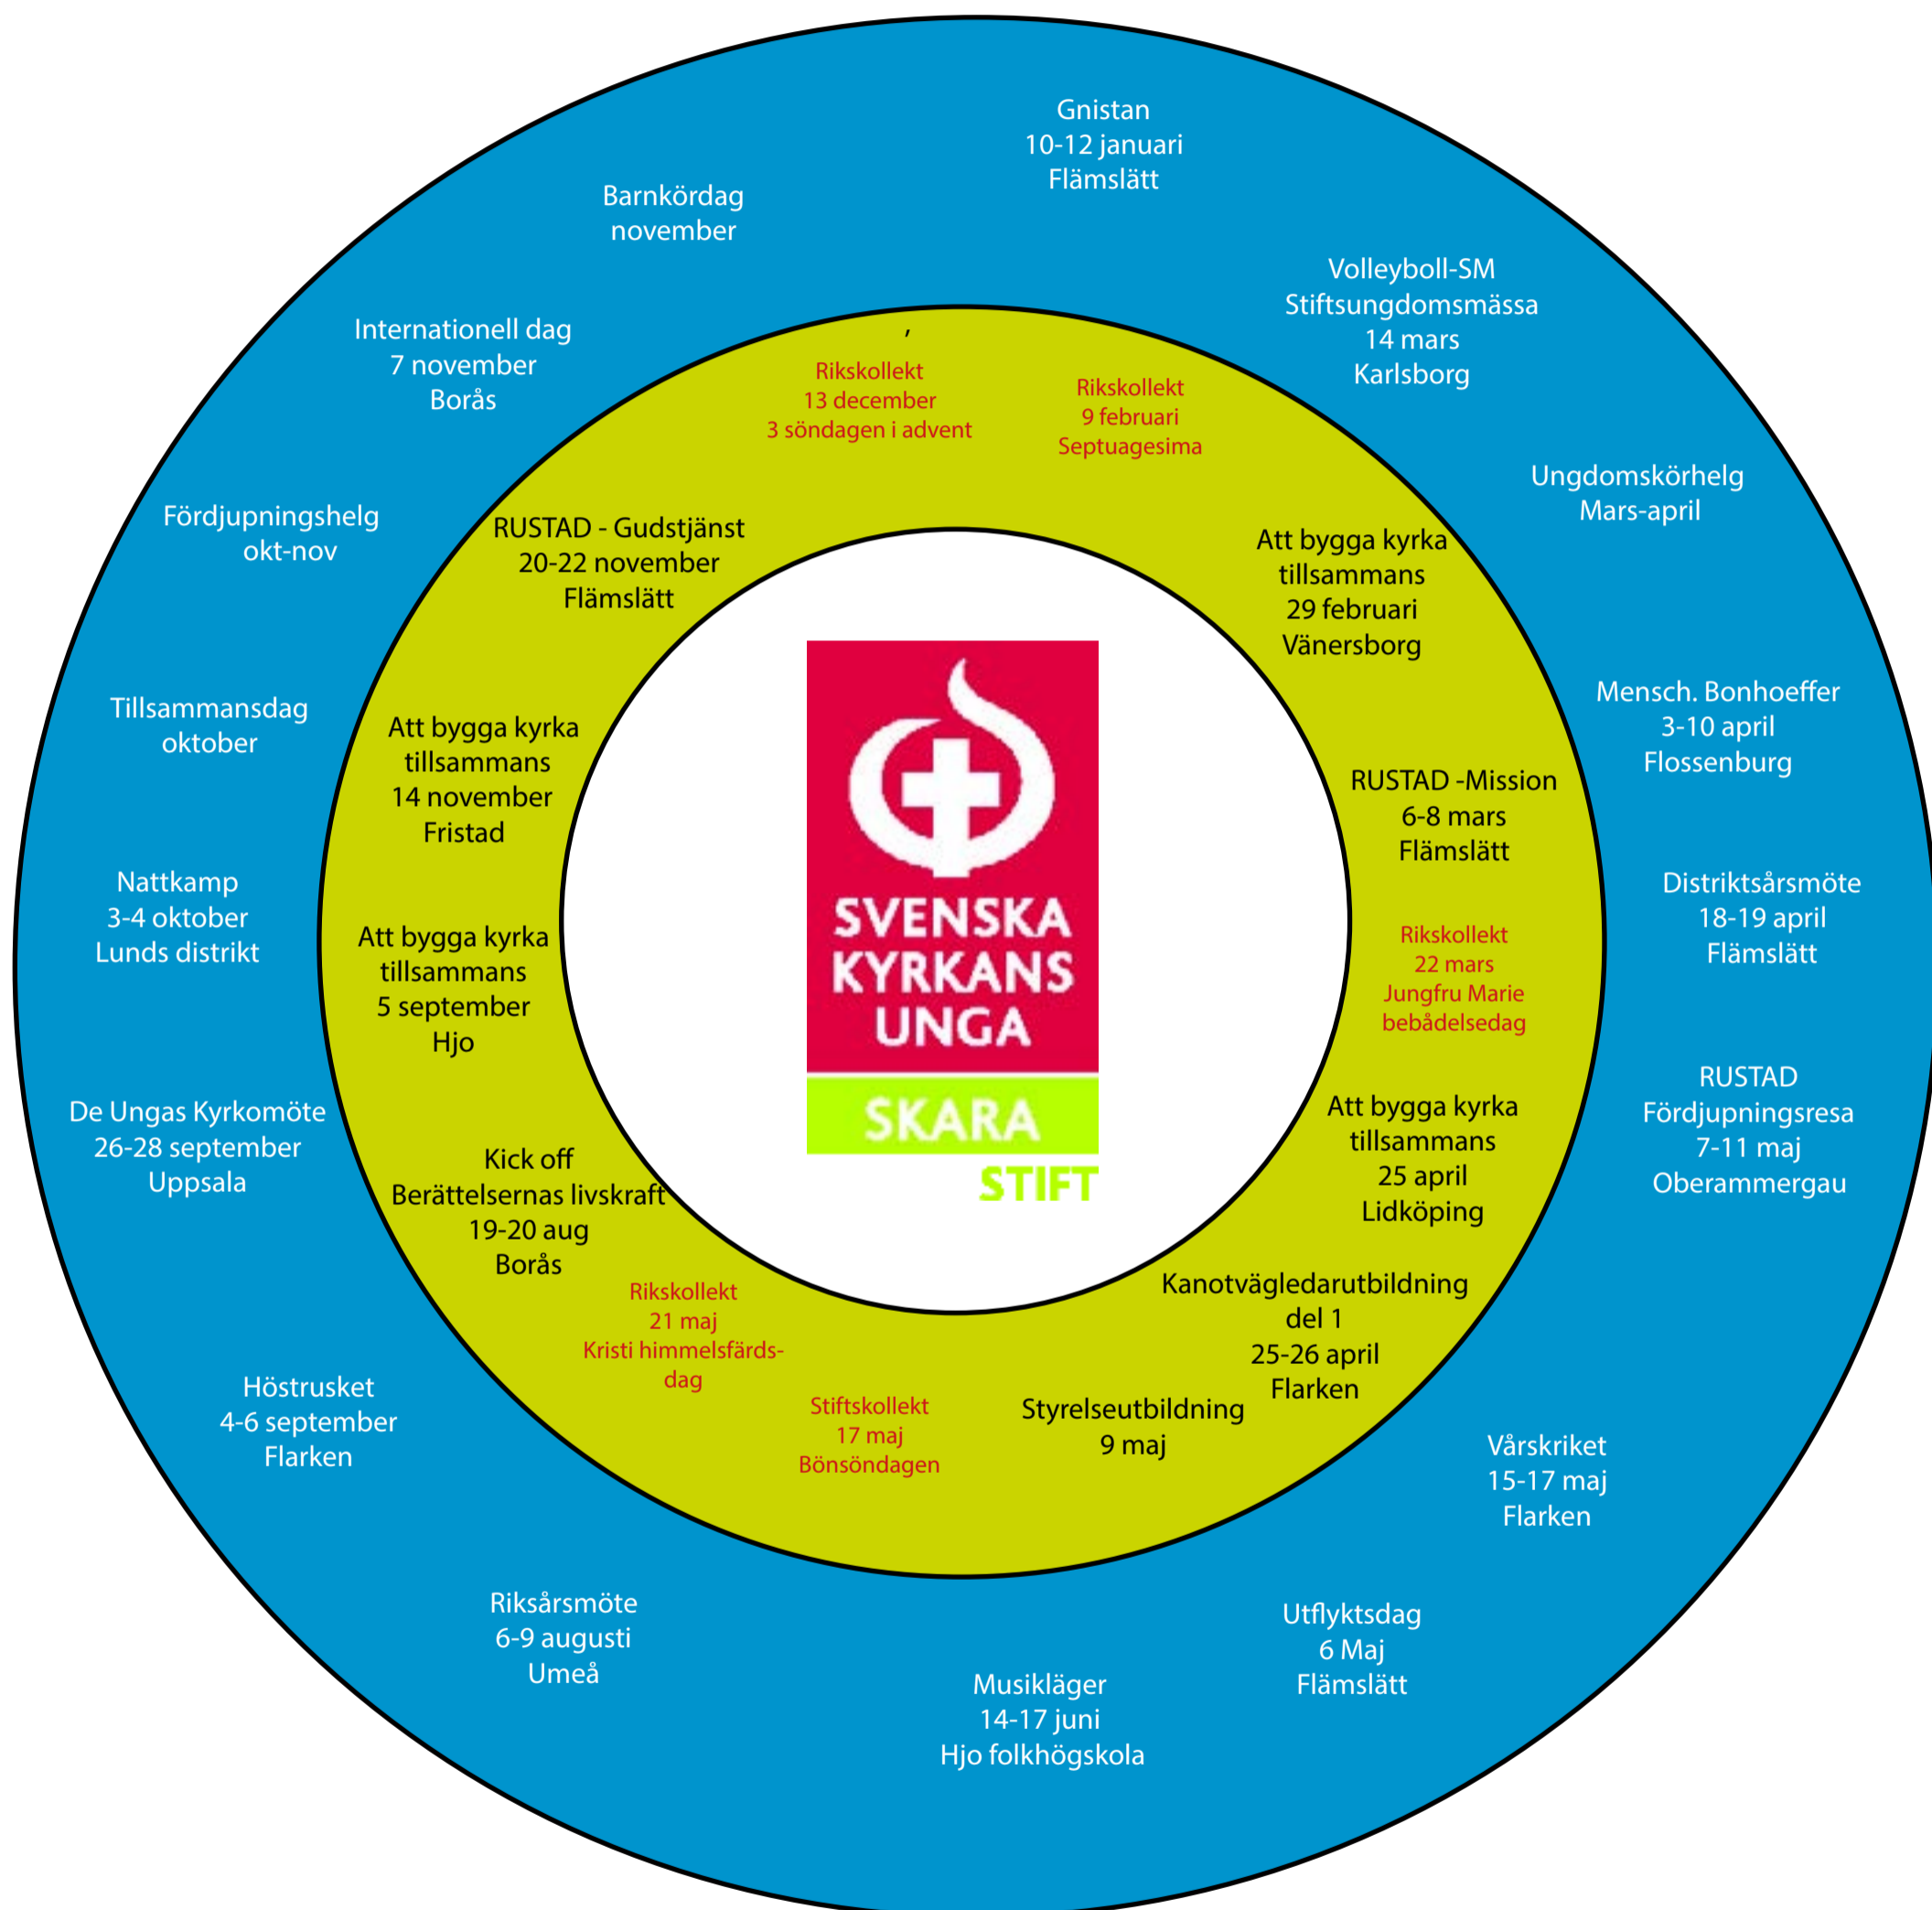 Gnistan
10-12 januari
Flämslätt
Volleyboll-SM
Stiftsungdomsmässa
14 mars
Karlsborg
Ungdomskörhelg
Mars-april
Mensch. Bonhoeffer
3-10 april
Flossenburg
Distriktsårsmöte
18-19 april
Flämslätt
RUSTAD
Fördjupningsresa
7-11 maj
Oberammergau
Vårskriket
15-17 maj
Flarken
Utflyktsdag
6 Maj
Flämslätt
Musikläger
14-17 juni
Hjo folkhögskola
Riksårsmöte
6-9 augusti
Umeå
Höstrusket
4-6 september
Flarken
De Ungas Kyrkomöte
26-28 september
Uppsala
Nattkamp
3-4 oktober
Lunds distrikt
Tillsammansdag
oktober
Fördjupningshelg
okt-nov
Internationell dag
7 november
Borås
Barnkördag
november
,
Rikskollekt
13 december
3 söndagen i advent
Rikskollekt
9 februari
Septuagesima
Att bygga kyrka
tillsammans
29 februari
Vänersborg
RUSTAD -Mission
6-8 mars
Flämslätt
Rikskollekt
22 mars
Jungfru Marie
bebådelsedag
Att bygga kyrka
tillsammans
25 april
Lidköping
Kanotvägledarutbildning
del 1
25-26 april
Flarken
Styrelseutbildning
9 maj
Stiftskollekt
17 maj
Bönsöndagen
Rikskollekt
21 maj
Kristi himmelsfärds-
dag
Kick off
Berättelsernas livskraft
19-20 aug
Borås
Att bygga kyrka
tillsammans
5 september
Hjo
Att bygga kyrka
tillsammans
14 november
Fristad
RUSTAD - Gudstjänst
20-22 november
Flämslätt
SVENSKA
KYRKANS
UNGA
SKARA
STIFT